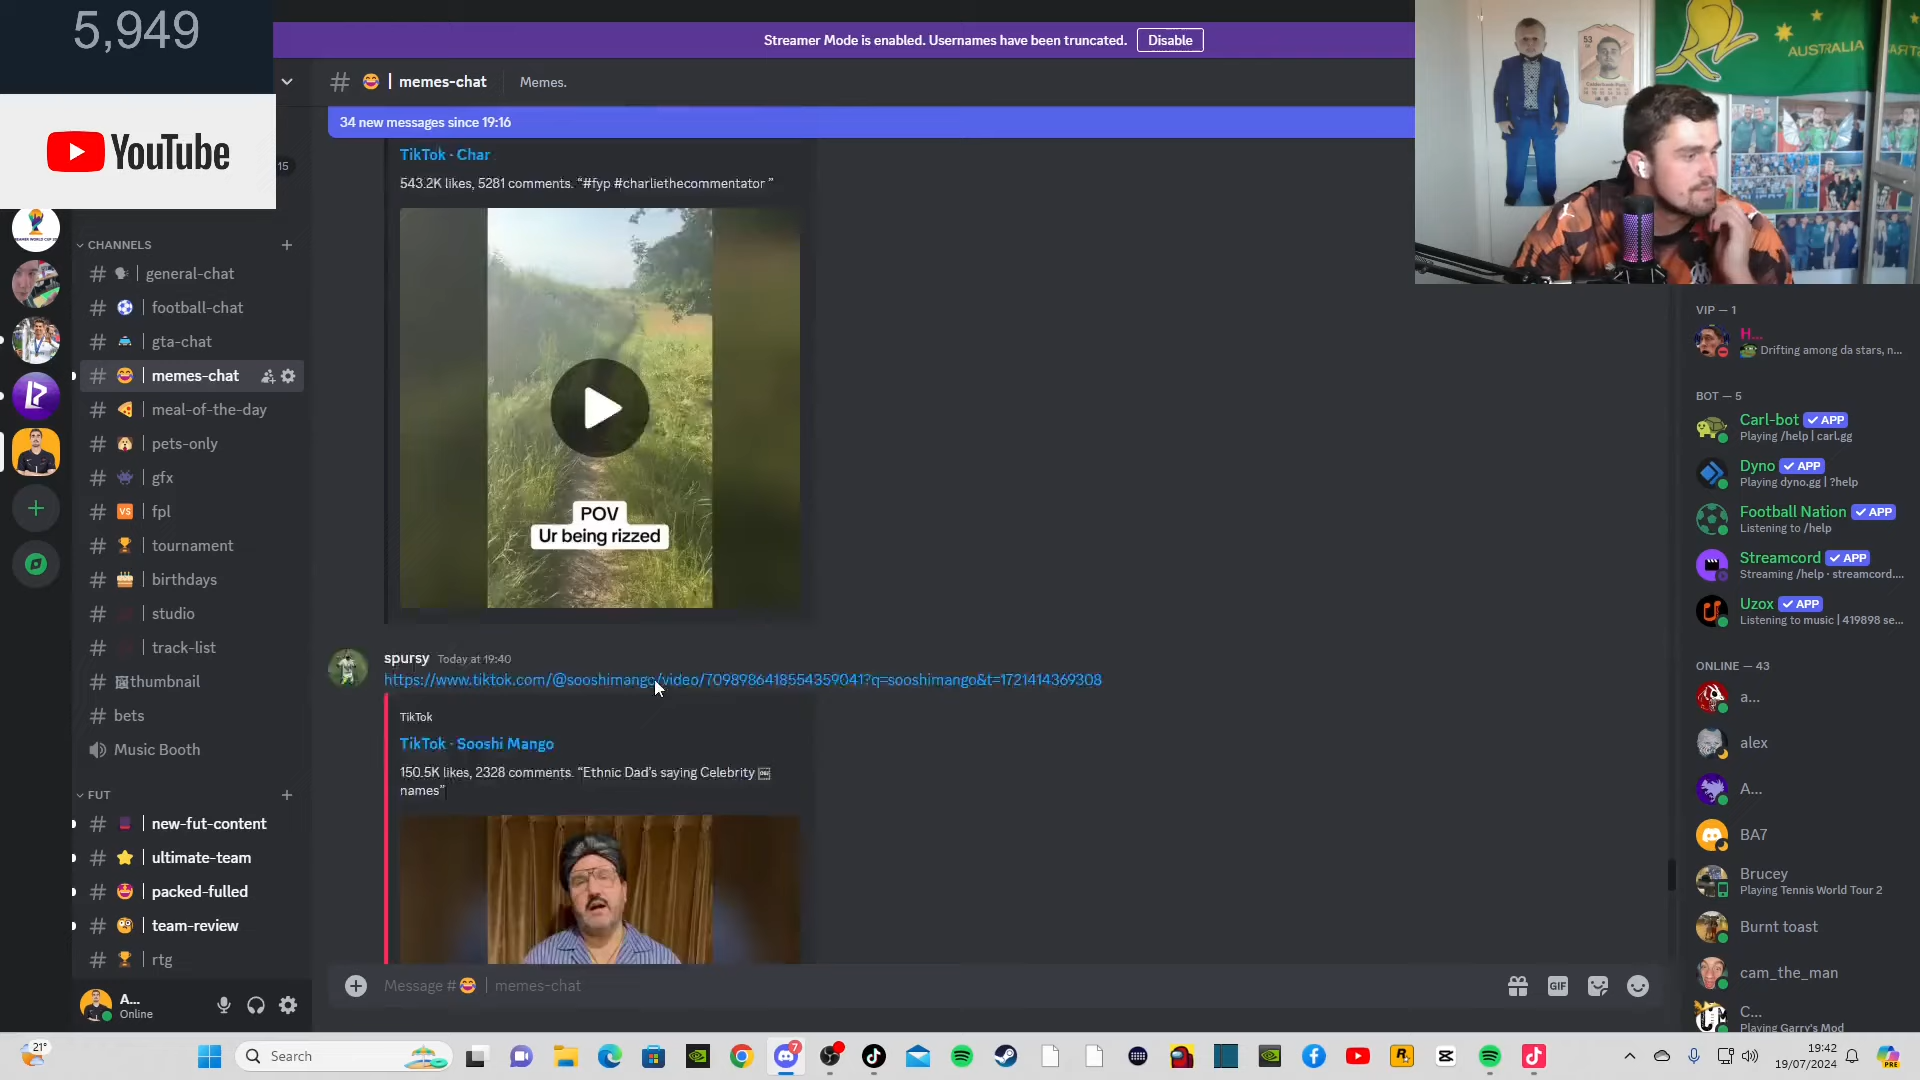 5,949
YouTube
Streamer Mode is enabled. Usernames have been truncated. Disable
# | memes-chat Memes.
34 new messages since 19:16
TikTok · Char
543.2K likes, 5281 comments. “#fyp #charliethecommentator ”
POV
Ur being rizzed
spursy Today at 19:40
https://www.tiktok.com/@sooshimango/video/7098986418554359041?q=sooshimango&t=1721414369308
TikTok
TikTok · Sooshi Mango
150.5K likes, 2328 comments. “Ethnic Dad’s saying Celebrity
names”
Message # | memes-chat
GIF
15
CHANNELS
# | general-chat
# | football-chat
# | gta-chat
# | memes-chat
# | meal-of-the-day
# | pets-only
# | gfx
# VS | fpl
# | tournament
# | birthdays
# | studio
# | track-list
# thumbnail
# bets
Music Booth
FUT
# | new-fut-content
# | ultimate-team
# | packed-fulled
# | team-review
# | rtg
A...
Online
53
AUSTRALIA
VIP — 1
H...
Drifting among da stars, n...
BOT — 5
Carl-bot ✓ APP
Playing /help | carl.gg
Dyno ✓ APP
Playing dyno.gg | ?help
Football Nation ✓ APP
Listening to /help
Streamcord ✓ APP
Streaming /help · streamcord....
Uzox ✓ APP
Listening to music | 419898 se...
ONLINE — 43
a...
alex
A...
BA7
Brucey
Playing Tennis World Tour 2
Burnt toast
cam_the_man
C...
Playing Garry's Mod
21°
Search
7
19:42
19/07/2024
PRE